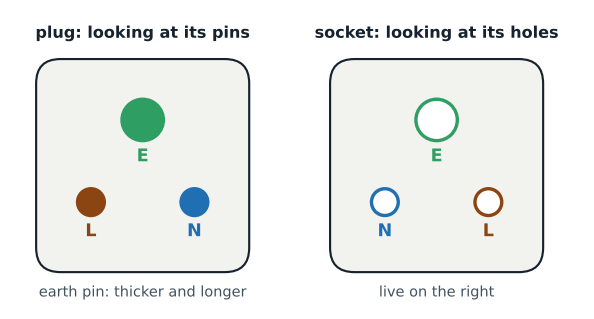 plug: looking at its pins
E
L
N
earth pin: thicker and longer
socket: looking at its holes
E
N
L
live on the right